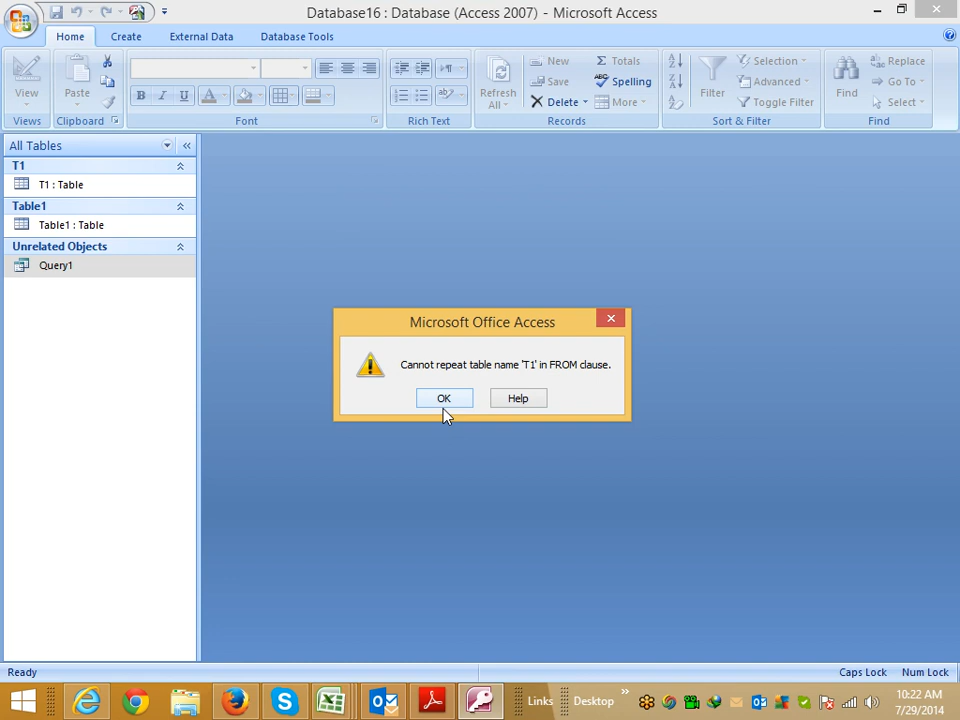 Database16 : Database (Access 2007) - Microsoft Access
Home Create External Data Database Tools
View
Views
Paste
Clipboard
B I U A
Font
Rich Text
Refresh All
New
Save
Delete
Totals
Spelling
More
Records
Filter
Selection
Advanced
Toggle Filter
Sort & Filter
Find
Replace
Go To
Select
Find
All Tables
T1
T1 : Table
Table1
Table1 : Table
Unrelated Objects
Query1
Microsoft Office Access
Cannot repeat table name 'T1' in FROM clause.
OK Help
Ready Caps Lock Num Lock
Links Desktop
10:22 AM
7/29/2014